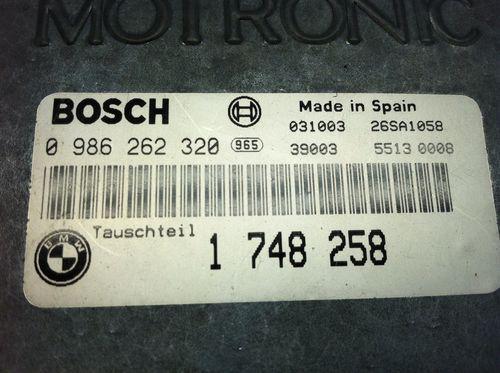 MOTRONIC
BOSCH Made in Spain
031003 26SA1058
0 986 262 320 965 39003 5513 0008
BMW Tauschteil
1 748 258